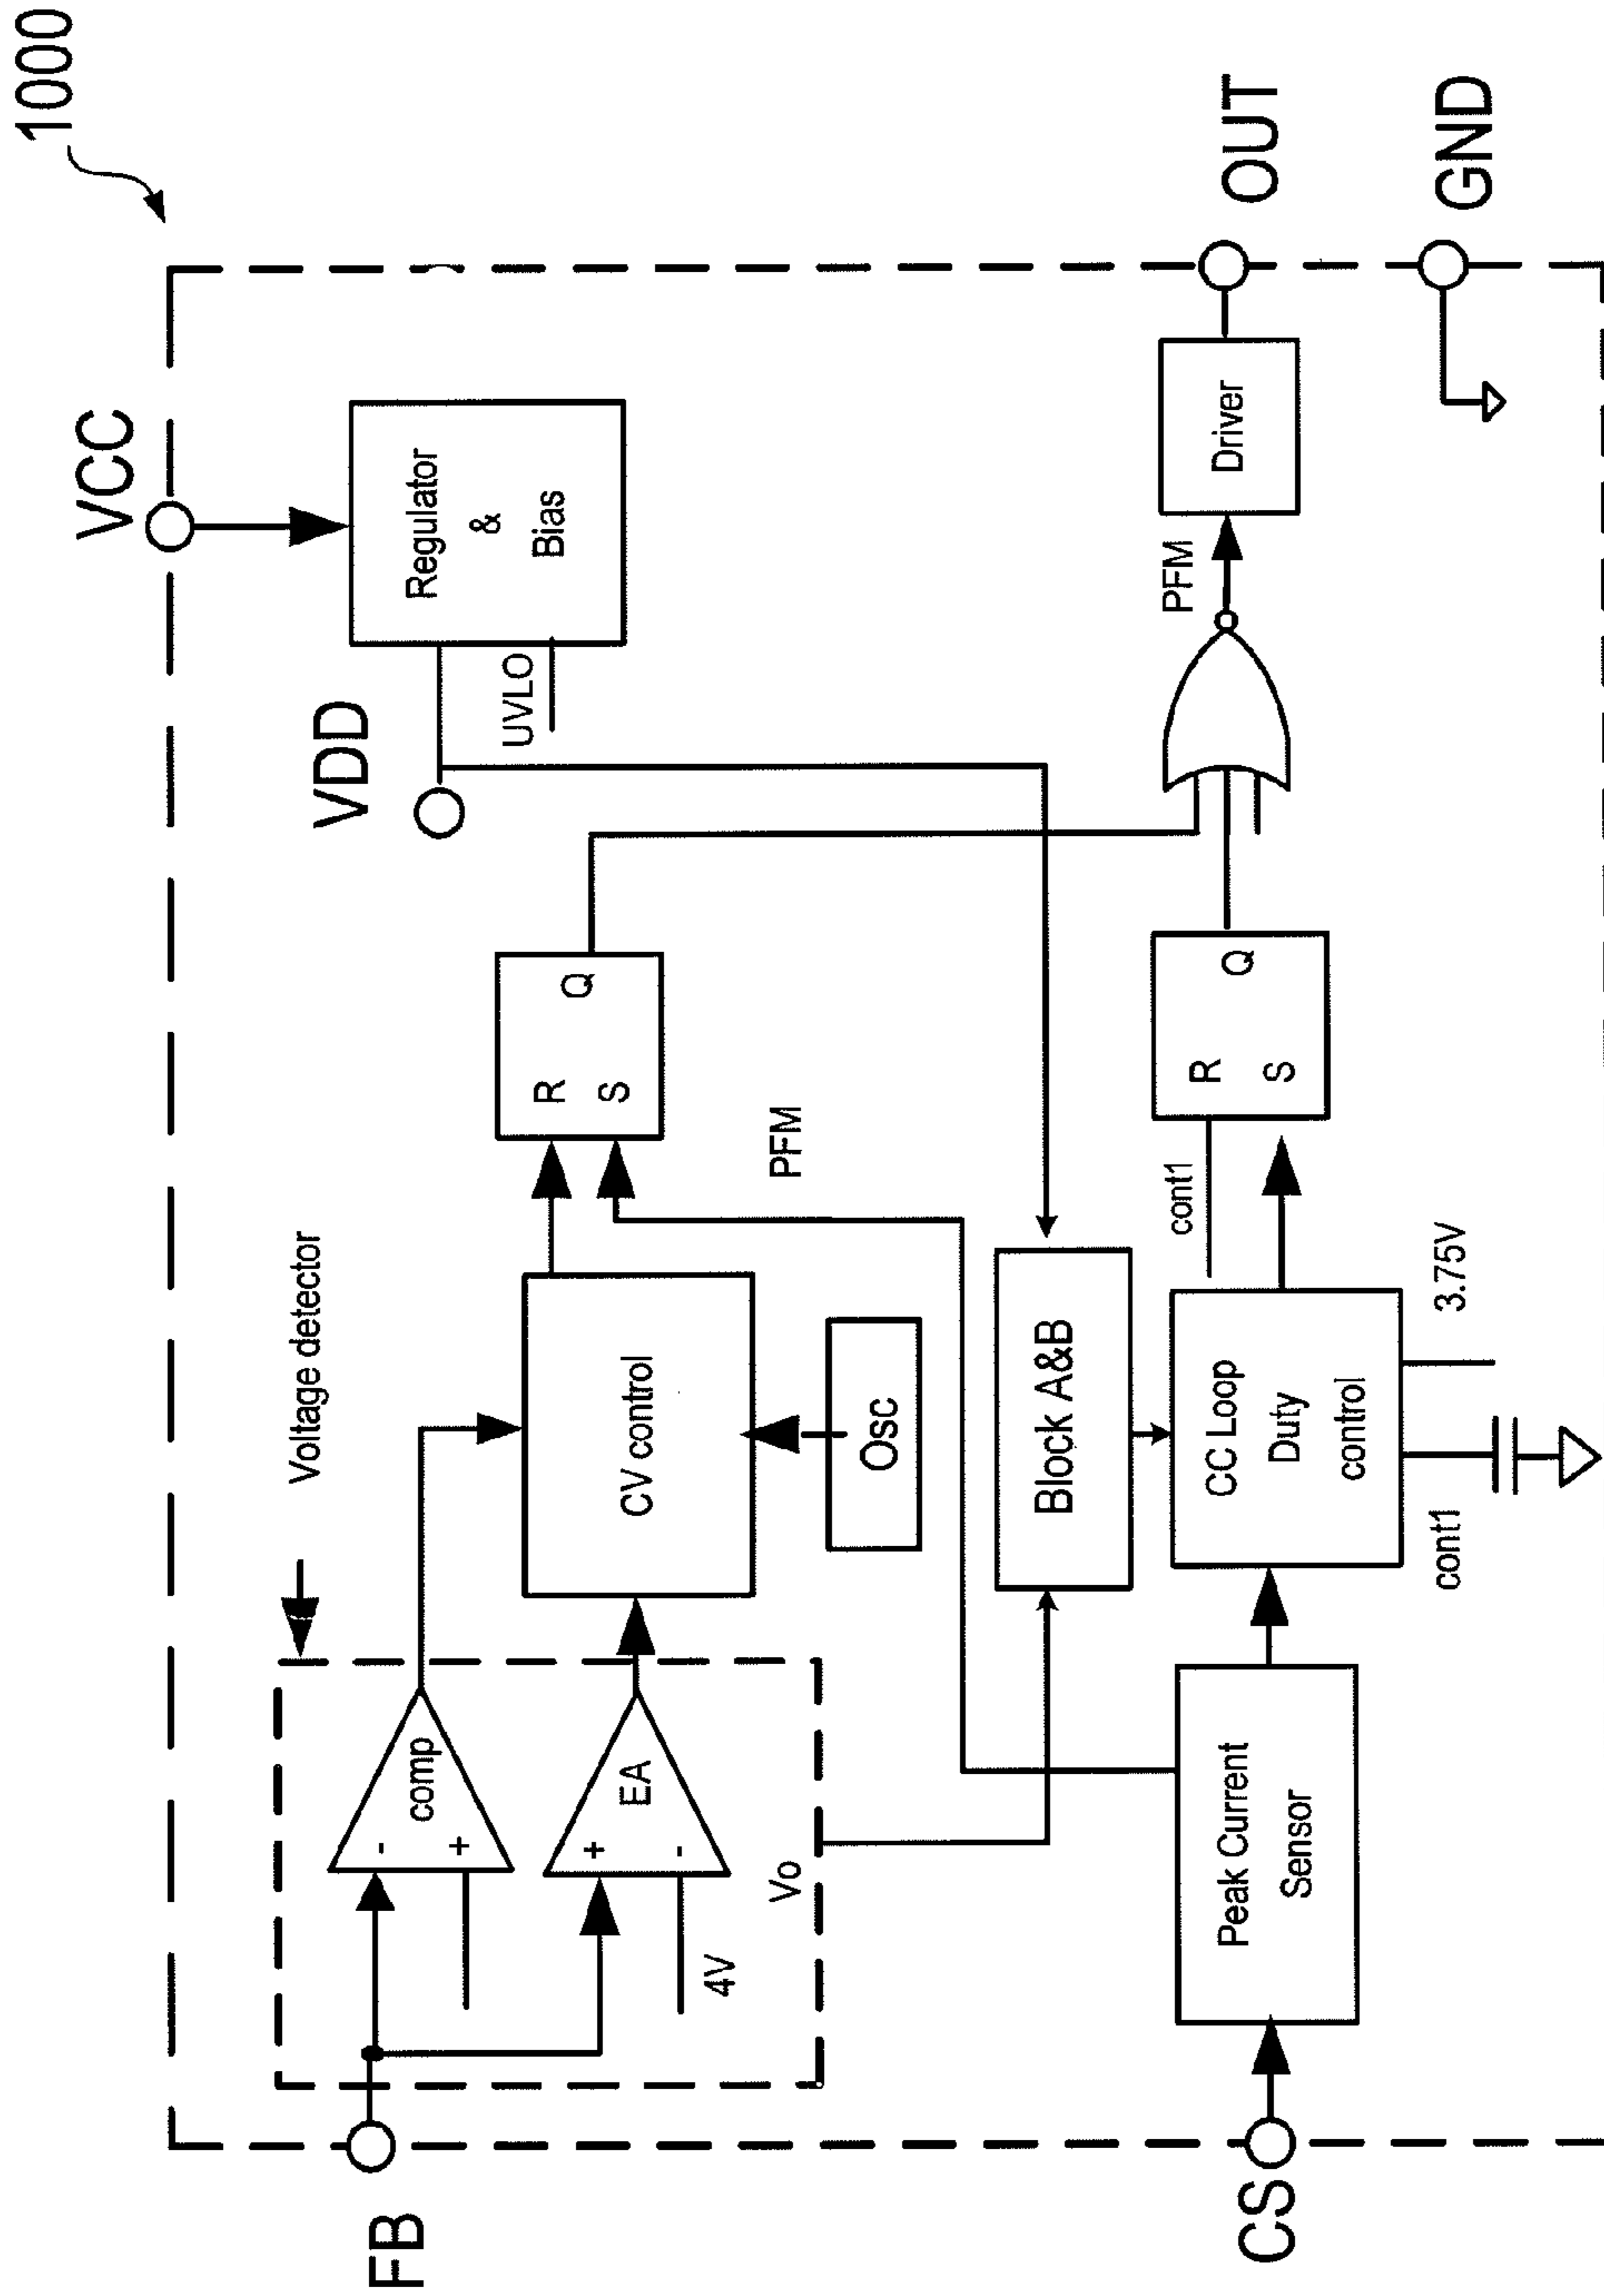 1000
VCC
VDD
Regulator
&
Bias
UVLO
Voltage detector
FB
-
comp
+
+
EA
-
4V
Vo
CV control
Osc
R
S
Q
PFM
Block A&B
CS
Peak Current
Sensor
CC Loop
Duty
control
cont1
3.75V
cont1
R
S
Q
PFM
Driver
OUT
GND